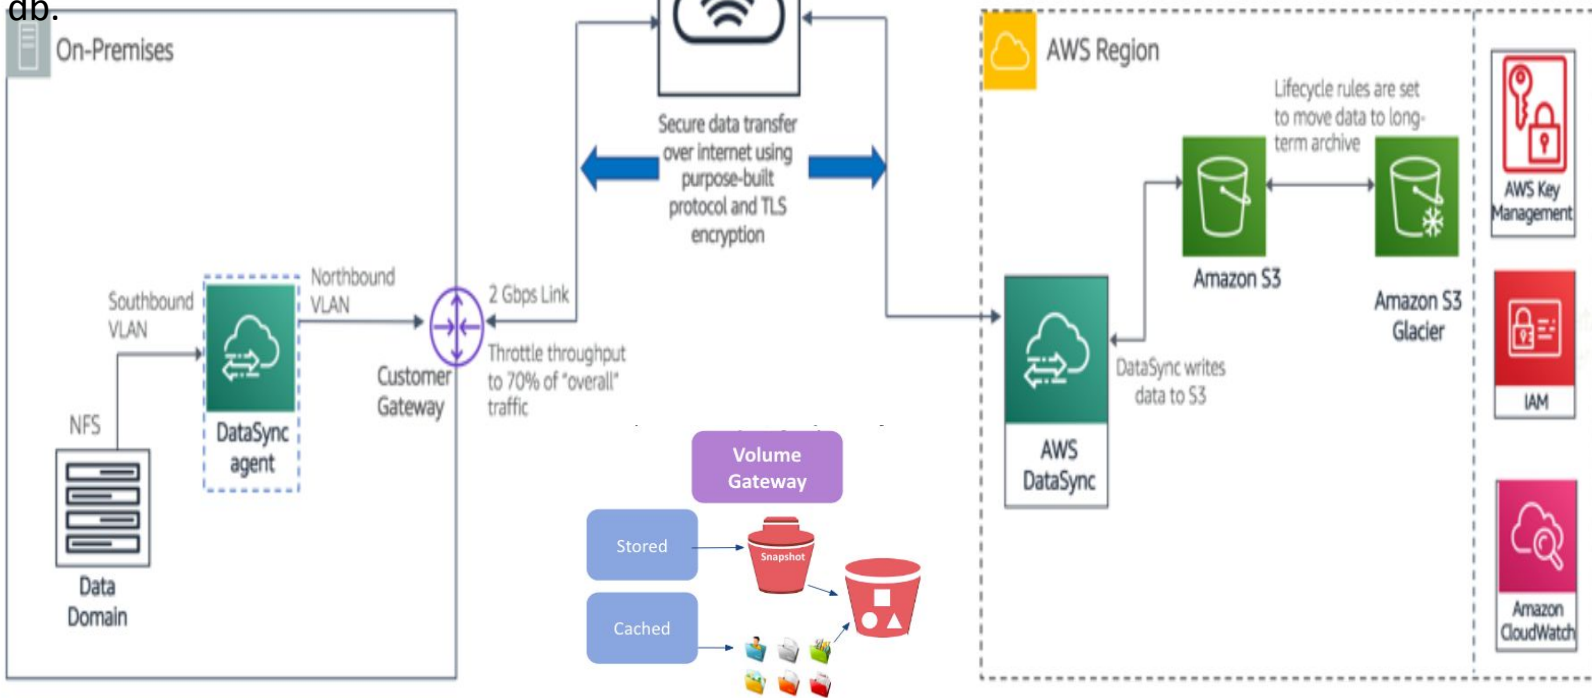 db.
On-Premises
AWS Region
Lifecycle rules are set
to move data to long-
term archive
Secure data transfer
over internet using
purpose-built
protocol and TLS
encryption
AWS Key
Management
Amazon S3
Amazon S3
Glacier
Northbound
VLAN
Southbound
VLAN
2 Gbps Link
Throttle throughput
to 70% of "overall"
traffic
Customer
Gateway
DataSync writes
data to S3
IAM
NFS
DataSync
agent
AWS
DataSync
Volume
Gateway
Stored
Snapshot
Cached
Data
Domain
Amazon
CloudWatch